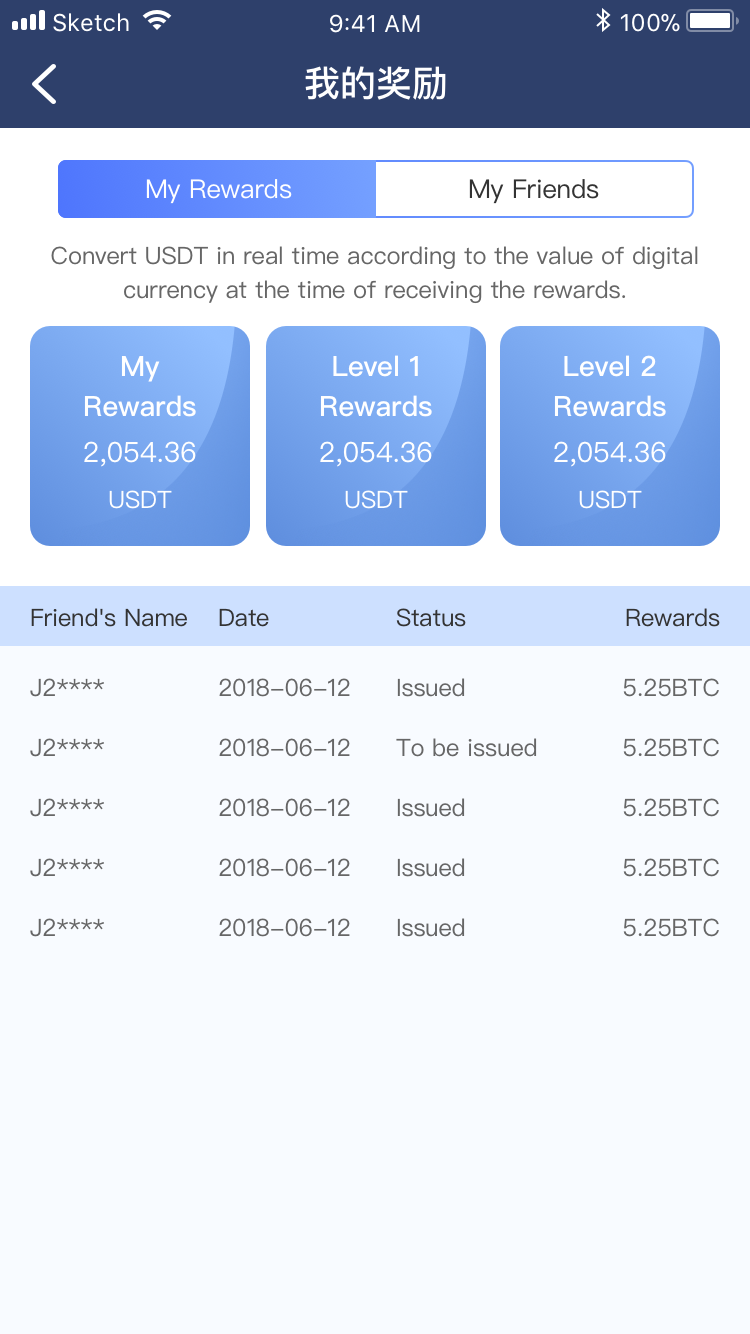 Sketch 9:41 AM 100%
我的奖励
My Rewards My Friends
Convert USDT in real time according to the value of digital
currency at the time of receiving the rewards.
My Level 1 Level 2
Rewards Rewards Rewards
2,054.36 2,054.36 2,054.36
USDT USDT USDT
Friend's Name Date Status Rewards
J2**** 2018-06-12 Issued 5.25BTC
J2**** 2018-06-12 To be issued 5.25BTC
J2**** 2018-06-12 Issued 5.25BTC
J2**** 2018-06-12 Issued 5.25BTC
J2**** 2018-06-12 Issued 5.25BTC